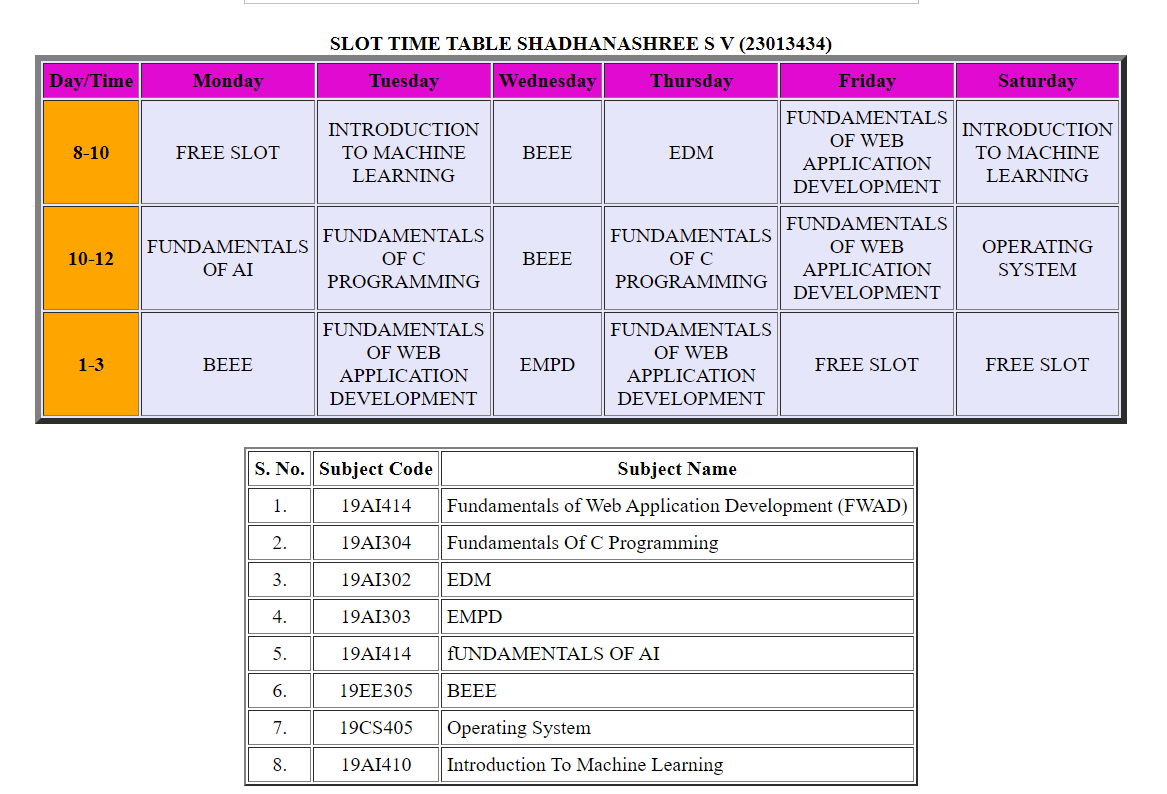 SLOT TIME TABLE SHADHANASHREE S V (23013434)
Day/Time Monday Tuesday Wednesday Thursday Friday Saturday
8-10
FREE SLOT
INTRODUCTION
TO MACHINE
LEARNING
BEEE
EDM
FUNDAMENTALS
OF WEB
APPLICATION
DEVELOPMENT
INTRODUCTION
TO MACHINE
LEARNING
10-12
FUNDAMENTALS
OF AI
FUNDAMENTALS
OF C
PROGRAMMING
BEEE
FUNDAMENTALS
OF C
PROGRAMMING
FUNDAMENTALS
OF WEB
APPLICATION
DEVELOPMENT
OPERATING
SYSTEM
1-3
BEEE
FUNDAMENTALS
OF WEB
APPLICATION
DEVELOPMENT
EMPD
FUNDAMENTALS
OF WEB
APPLICATION
DEVELOPMENT
FREE SLOT
FREE SLOT
S. No. Subject Code Subject Name
1. 19AI414 Fundamentals of Web Application Development (FWAD)
2. 19AI304 Fundamentals Of C Programming
3. 19AI302 EDM
4. 19AI303 EMPD
5. 19AI414 fUNDAMENTALS OF AI
6. 19EE305 BEEE
7. 19CS405 Operating System
8. 19AI410 Introduction To Machine Learning